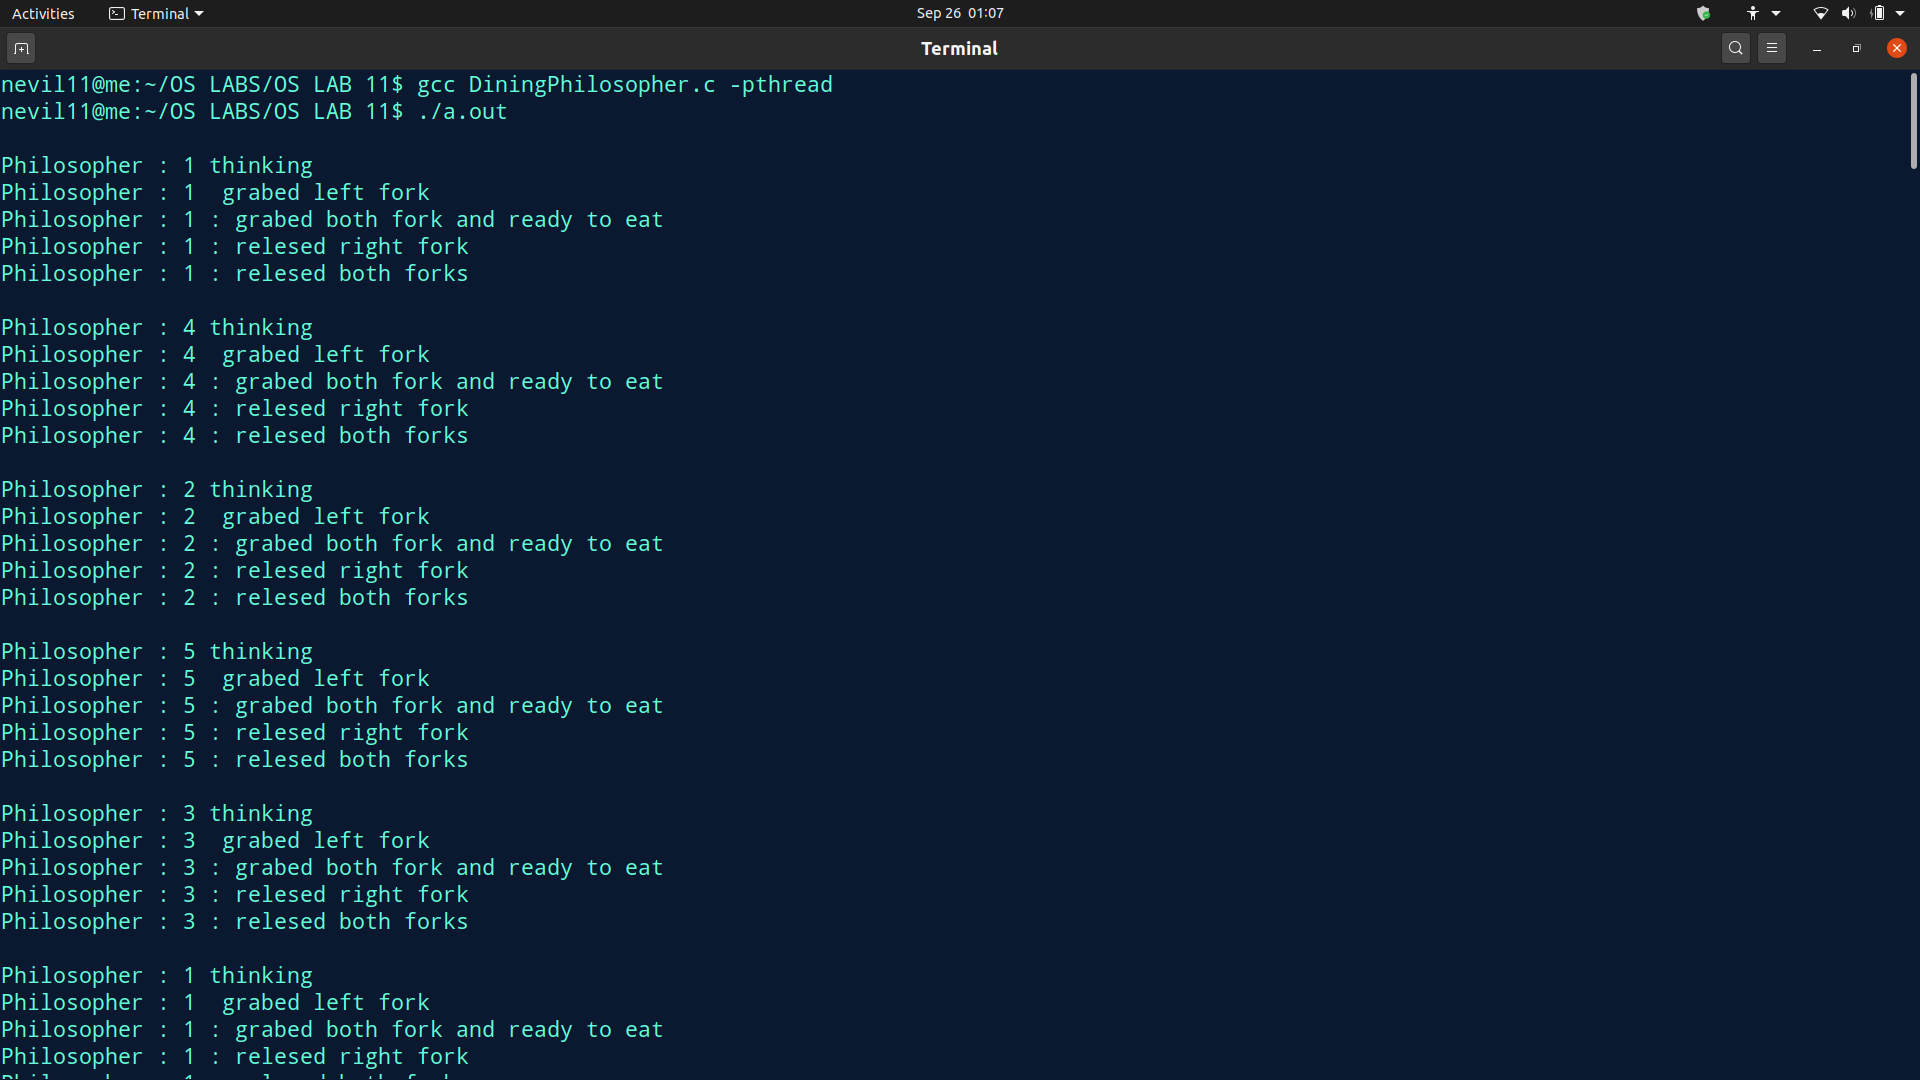 Activities Terminal Sep 26 01:07
Terminal
nevil11@me:~/OS LABS/OS LAB 11$ gcc DiningPhilosopher.c -pthread
nevil11@me:~/OS LABS/OS LAB 11$ ./a.out
Philosopher : 1 thinking
Philosopher : 1  grabed left fork
Philosopher : 1 : grabed both fork and ready to eat
Philosopher : 1 : relesed right fork
Philosopher : 1 : relesed both forks
Philosopher : 4 thinking
Philosopher : 4  grabed left fork
Philosopher : 4 : grabed both fork and ready to eat
Philosopher : 4 : relesed right fork
Philosopher : 4 : relesed both forks
Philosopher : 2 thinking
Philosopher : 2  grabed left fork
Philosopher : 2 : grabed both fork and ready to eat
Philosopher : 2 : relesed right fork
Philosopher : 2 : relesed both forks
Philosopher : 5 thinking
Philosopher : 5  grabed left fork
Philosopher : 5 : grabed both fork and ready to eat
Philosopher : 5 : relesed right fork
Philosopher : 5 : relesed both forks
Philosopher : 3 thinking
Philosopher : 3  grabed left fork
Philosopher : 3 : grabed both fork and ready to eat
Philosopher : 3 : relesed right fork
Philosopher : 3 : relesed both forks
Philosopher : 1 thinking
Philosopher : 1  grabed left fork
Philosopher : 1 : grabed both fork and ready to eat
Philosopher : 1 : relesed right fork